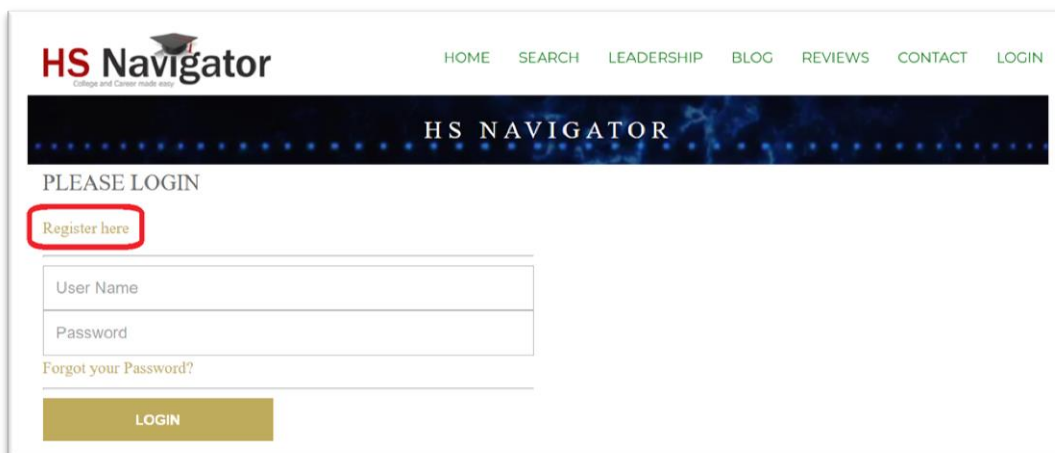 HS Navigator
College and Career made easy
HOME SEARCH LEADERSHIP BLOG REVIEWS CONTACT LOGIN
HS NAVIGATOR
PLEASE LOGIN
Register here
User Name
Password
Forgot your Password?
LOGIN